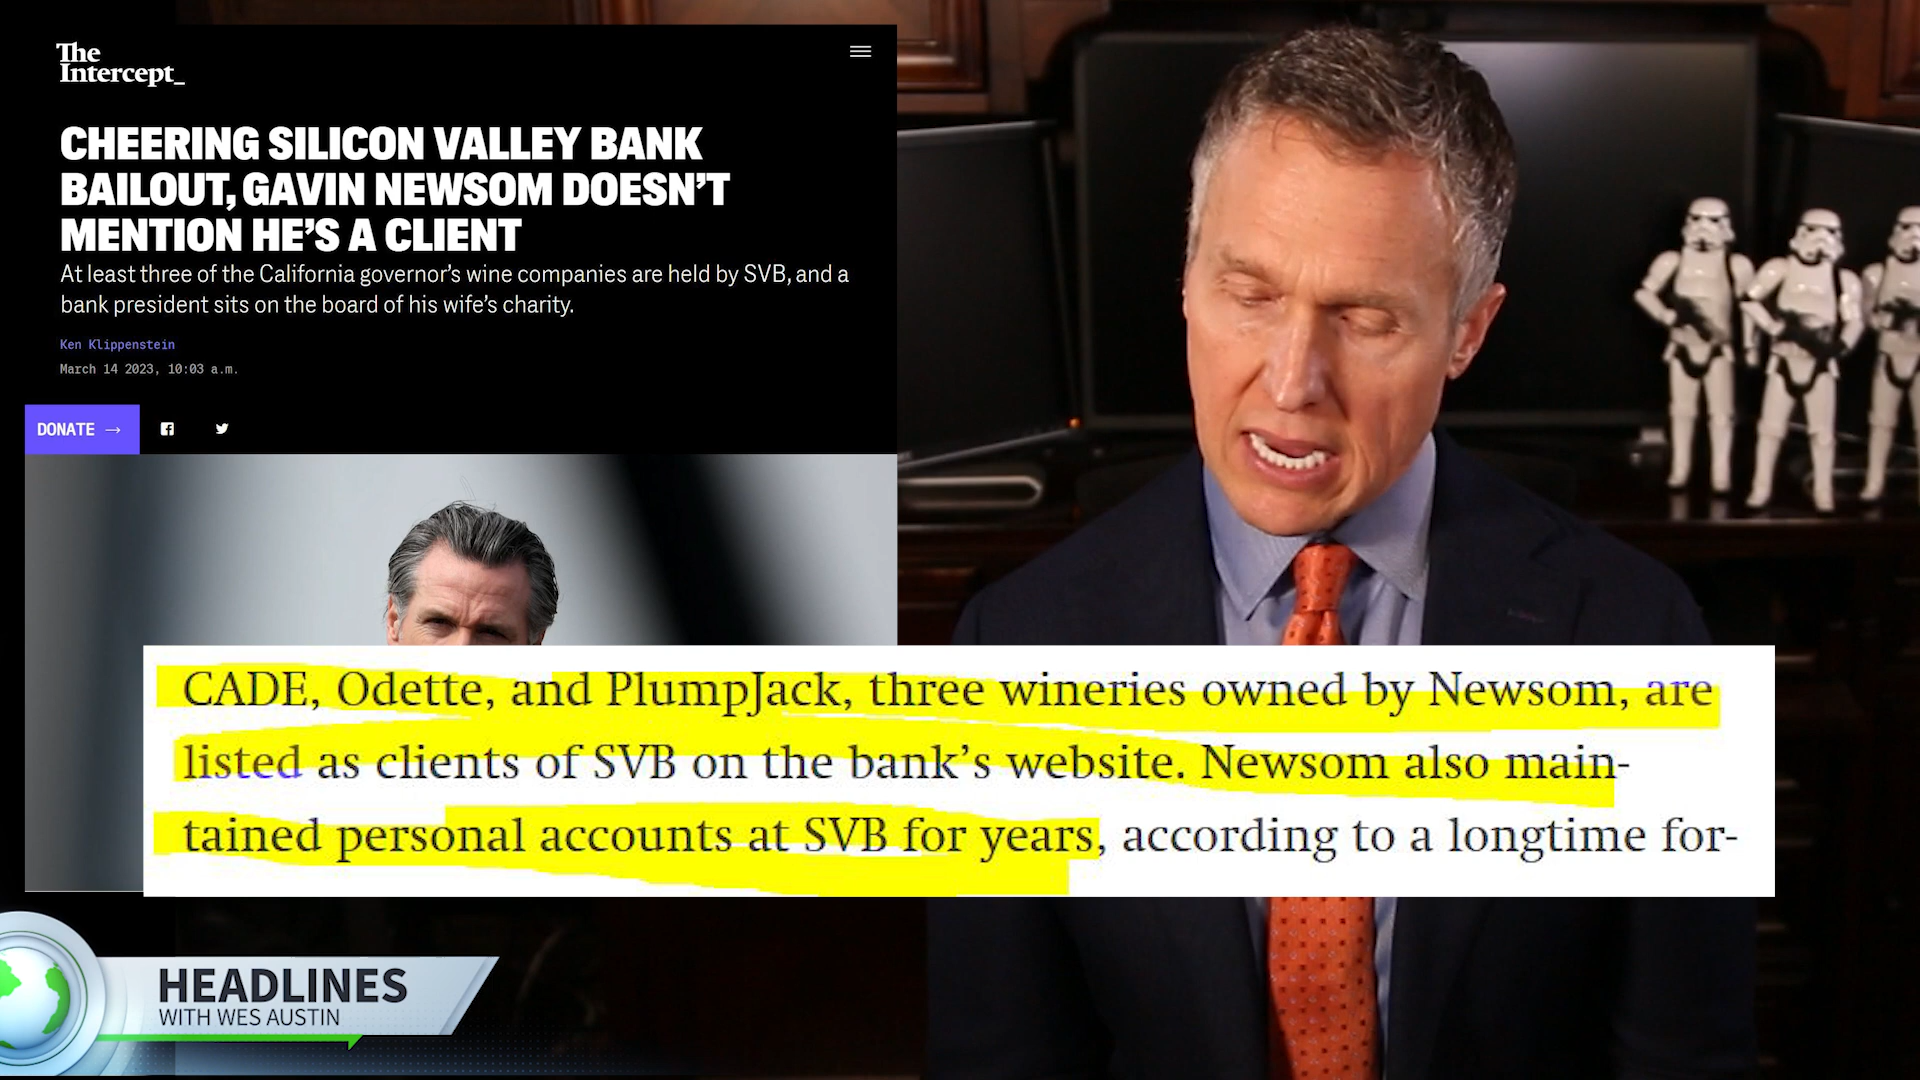 The
Intercept_
CHEERING SILICON VALLEY BANK
BAILOUT, GAVIN NEWSOM DOESN'T
MENTION HE'S A CLIENT
At least three of the California governor's wine companies are held by SVB, and a
bank president sits on the board of his wife's charity.
Ken Klippenstein
March 14 2023, 10:03 a.m.
DONATE →
CADE, Odette, and PlumpJack, three wineries owned by Newsom, are
listed as clients of SVB on the bank's website. Newsom also main-
tained personal accounts at SVB for years, according to a longtime for-
HEADLINES
WITH WES AUSTIN